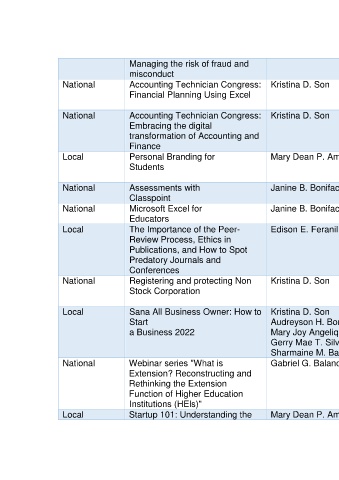 Managing the risk of fraud and
misconduct
National Accounting Technician Congress: Kristina D. Son
Financial Planning Using Excel
National Accounting Technician Congress: Kristina D. Son
Embracing the digital
transformation of Accounting and
Finance
Local Personal Branding for Mary Dean P. Am
Students
National Assessments with Janine B. Bonifac
Classpoint
National Microsoft Excel for Janine B. Bonifac
Educators
Local The Importance of the Peer- Edison E. Feranil
Review Process, Ethics in
Publications, and How to Spot
Predatory Journals and
Conferences
National Registering and protecting Non Kristina D. Son
Stock Corporation
Local Sana All Business Owner: How to Kristina D. Son
Start Audreyson H. Bo
a Business 2022 Mary Joy Angeliq
Gerry Mae T. Silv
Sharmaine M. Ba
National Webinar series "What is Gabriel G. Balanc
Extension? Reconstructing and
Rethinking the Extension
Function of Higher Education
Institutions (HEIs)"
Local Startup 101: Understanding the Mary Dean P. Am